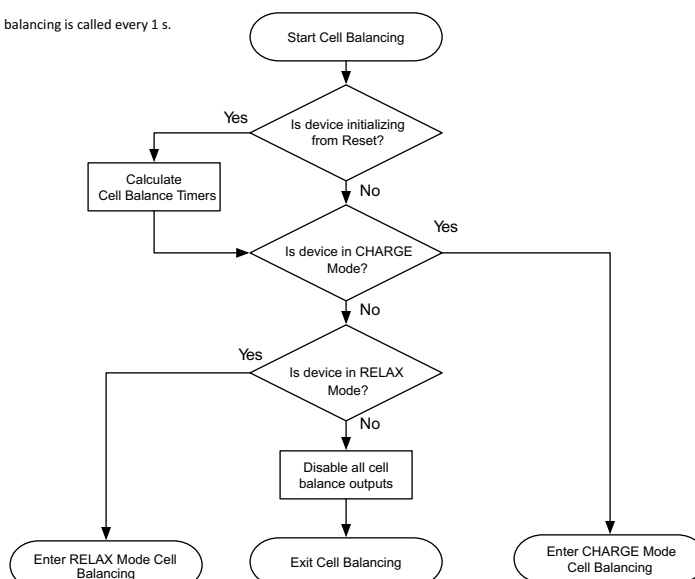 balancing is called every 1 s.
Start Cell Balancing
Yes
Is device initializing
from Reset?
Calculate
Cell Balance Timers
No
Yes
Is device in CHARGE
Mode?
No
Yes
Is device in RELAX
Mode?
No
Disable all cell
balance outputs
Enter RELAX Mode Cell
Balancing
Exit Cell Balancing
Enter CHARGE Mode
Cell Balancing